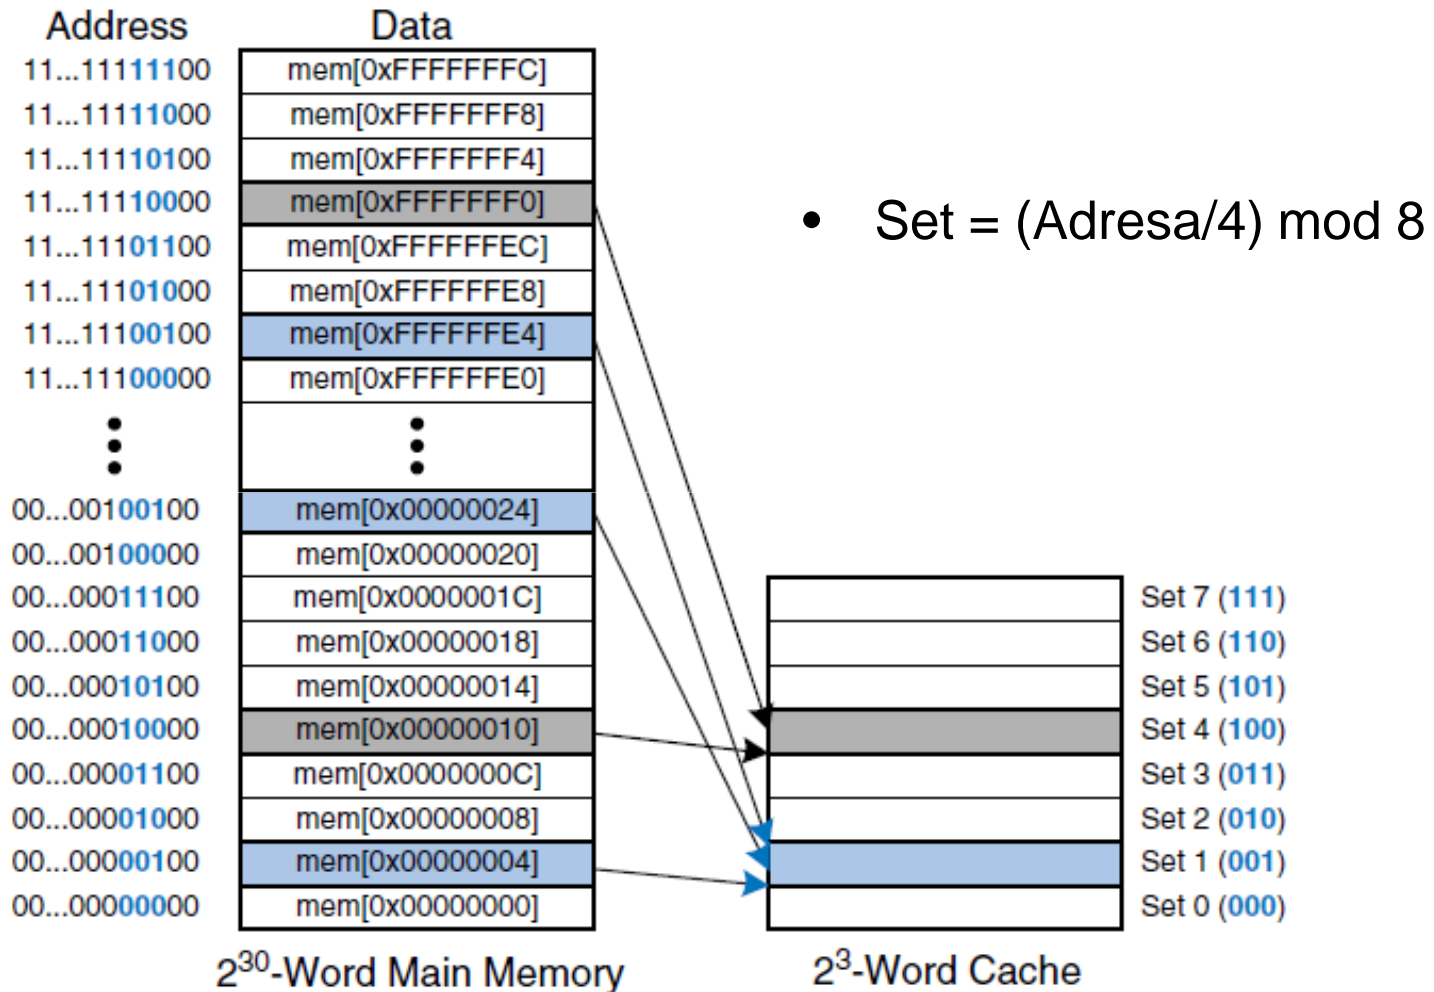 Address Data
11...11111100 mem[0xFFFFFFFC]
11...11111000 mem[0xFFFFFFF8]
11...11110100 mem[0xFFFFFFF4]
11...11110000 mem[0xFFFFFFF0]
• Set = (Adresa/4) mod 8
11...11101100 mem[0xFFFFFFEC]
11...11101000 mem[0xFFFFFFE8]
11...11100100 mem[0xFFFFFFE4]
11...11100000 mem[0xFFFFFFE0]
00...00100100 mem[0x00000024]
00...00100000 mem[0x00000020]
00...00011100 mem[0x0000001C] Set 7 (111)
00...00011000 mem[0x00000018] Set 6 (110)
00...00010100 mem[0x00000014] Set 5 (101)
00...00010000 mem[0x00000010] Set 4 (100)
00...00001100 mem[0x0000000C] Set 3 (011)
00...00001000 mem[0x00000008] Set 2 (010)
00...00000100 mem[0x00000004] Set 1 (001)
00...00000000 mem[0x00000000] Set 0 (000)
2³⁰-Word Main Memory 2³-Word Cache